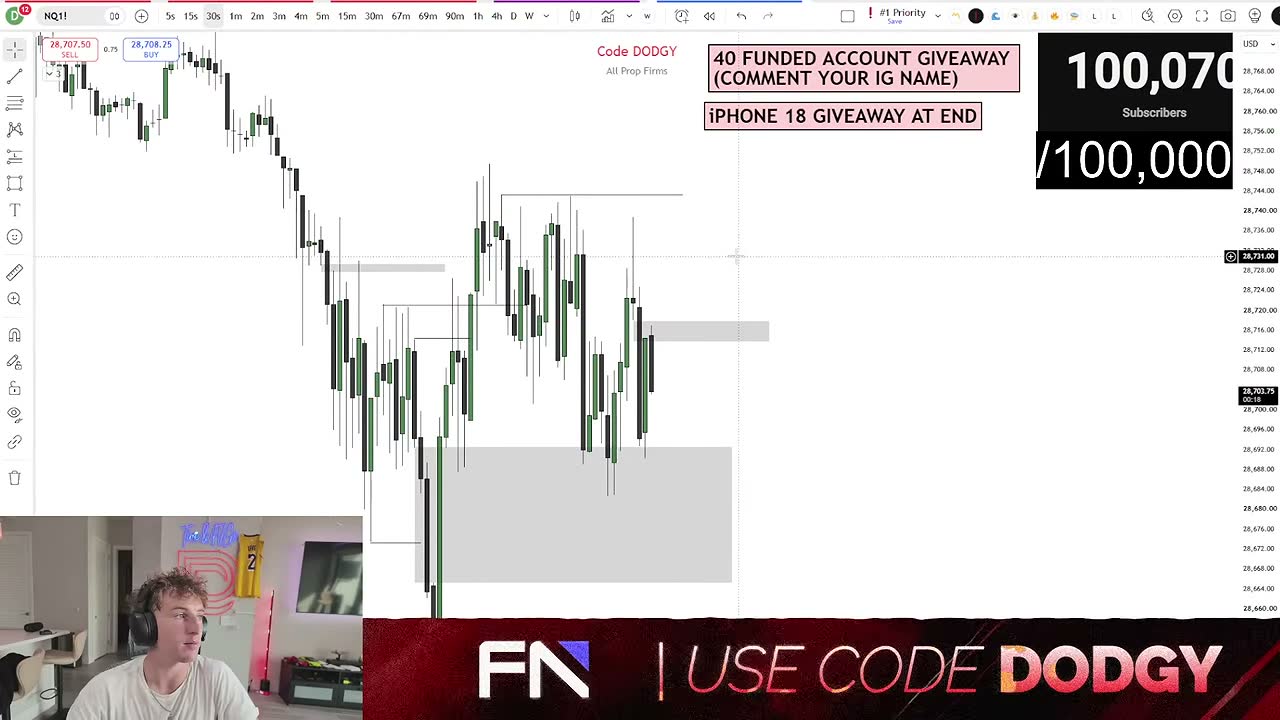 D 12 NQ1! 5s 15s 30s 1m 2m 3m 4m 5m 15m 30m 67m 69m 90m 1h 4h D W w #1 Priority
Save
L L
28,707.50
SELL
0.75
28,708.25
BUY
3
Code DODGY
All Prop Firms
40 FUNDED ACCOUNT GIVEAWAY
(COMMENT YOUR IG NAME)
iPHONE 18 GIVEAWAY AT END
100,070
Subscribers
/100,000
USD
28,768.00
28,764.00
28,760.00
28,756.00
28,752.00
28,748.00
28,744.00
28,740.00
28,736.00
28,731.00
28,728.00
28,724.00
28,720.00
28,716.00
28,712.00
28,708.00
28,703.75
00:18
28,700.00
28,696.00
28,692.00
28,688.00
28,684.00
28,680.00
28,676.00
28,672.00
28,668.00
28,664.00
28,660.00
FN | USE CODE DODGY